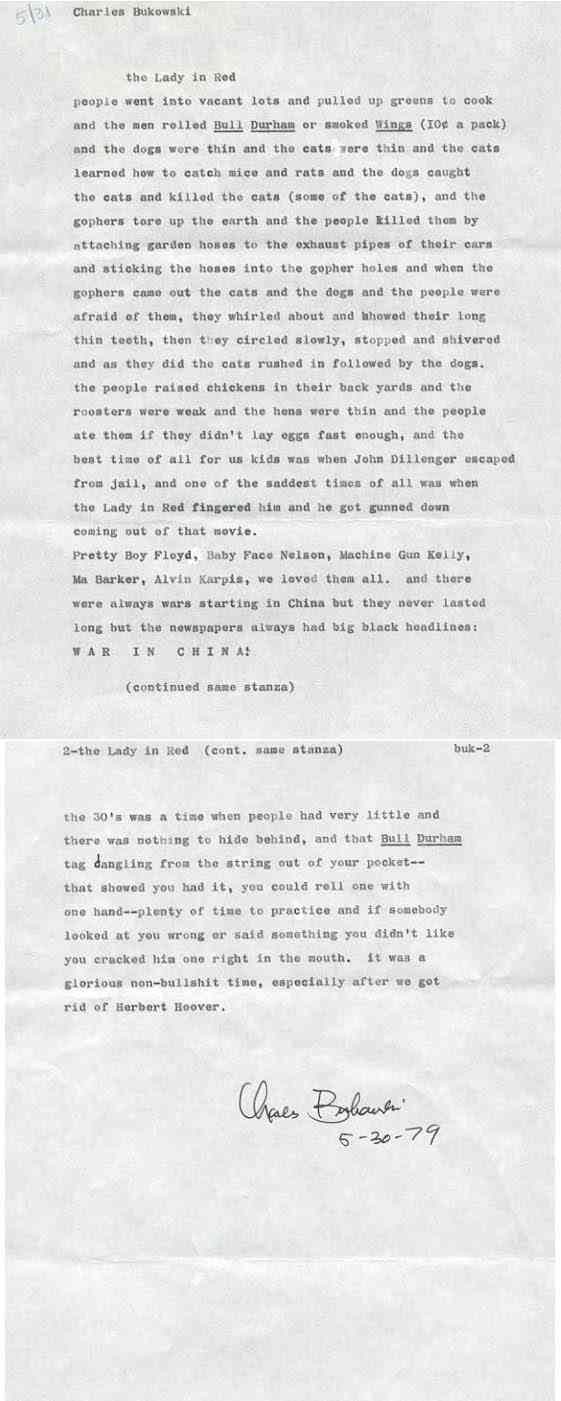 5/31 Charles Bukowski
the Lady in Red
people went into vacant lots and pulled up greens to cook
and the men rolled Bull Durham or smoked Wings (10¢ a pack)
and the dogs were thin and the cats were thin and the cats
learned how to catch mice and rats and the dogs caught
the cats and killed the cats (some of the cats), and the
gophers tore up the earth and the people killed them by
attaching garden hoses to the exhaust pipes of their cars
and sticking the hoses into the gopher holes and when the
gophers came out the cats and the dogs and the people were
afraid of them, they whirled about and showed their long
thin teeth, then they circled slowly, stopped and shivered
and as they did the cats rushed in followed by the dogs.
the people raised chickens in their back yards and the
roosters were weak and the hens were thin and the people
ate them if they didn't lay eggs fast enough, and the
best time of all for us kids was when John Dillenger escaped
from jail, and one of the saddest times of all was when
the Lady in Red fingered him and he got gunned down
coming out of that movie.
Pretty Boy Floyd, Baby Face Nelson, Machine Gun Kelly,
Ma Barker, Alvin Karpis, we loved them all. and there
were always wars starting in China but they never lasted
long but the newspapers always had big black headlines:
W A R I N C H I N A!
(continued same stanza)
2-the Lady in Red (cont. same stanza) buk-2
the 30's was a time when people had very little and
there was nothing to hide behind, and that Bull Durham
tag dangling from the string out of your pocket--
that showed you had it, you could roll one with
one hand--plenty of time to practice and if somebody
looked at you wrong or said something you didn't like
you cracked him one right in the mouth. it was a
glorious non-bullshit time, especially after we got
rid of Herbert Hoover.
Charles Bukowski
5-30-79